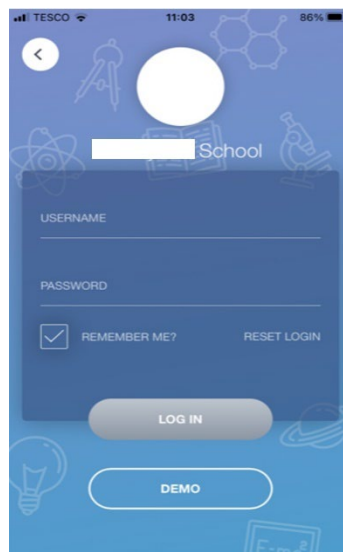 TESCO 11:03 86%
School
USERNAME
PASSWORD
REMEMBER ME? RESET LOGIN
LOG IN
DEMO